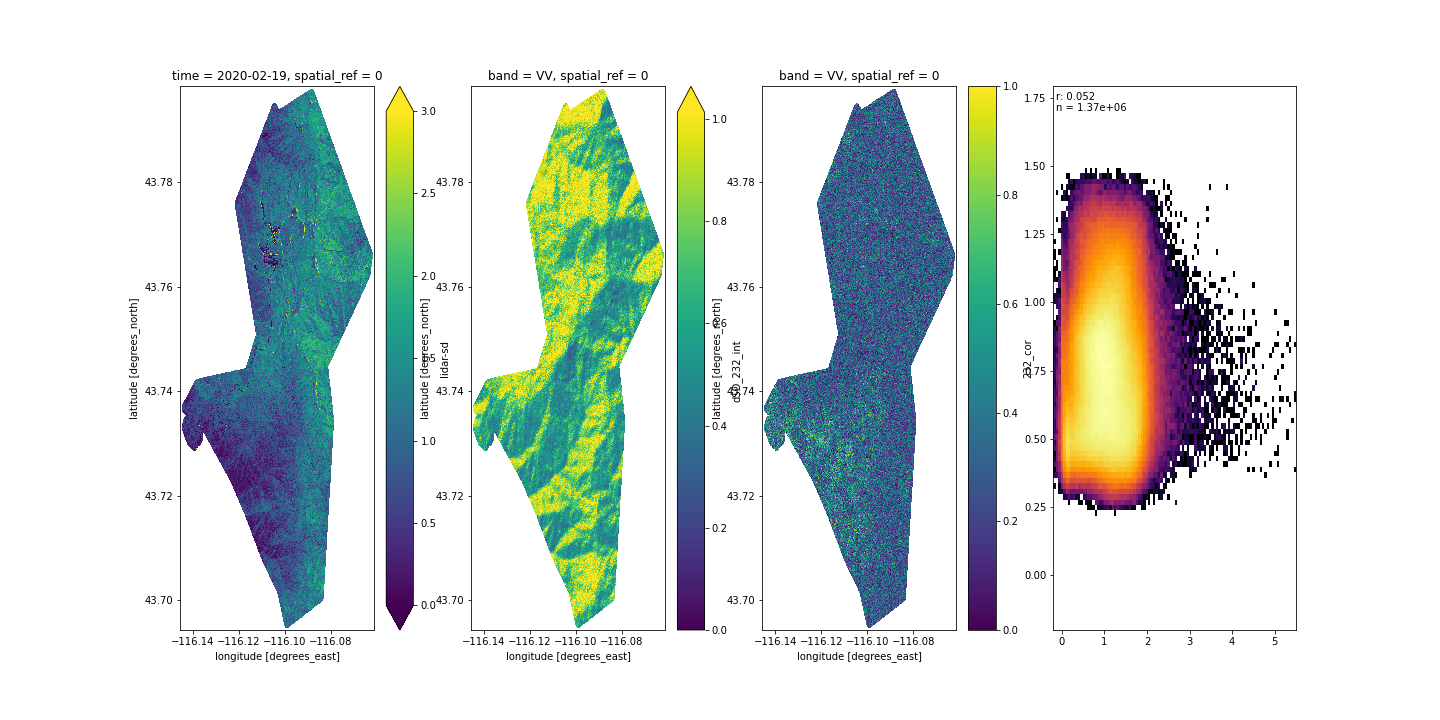 time = 2020-02-19, spatial_ref = 0
43.78
43.76
43.74
43.72
43.70
latitude [degrees_north]
−116.14 −116.12 −116.10 −116.08
longitude [degrees_east]
3.0
2.5
2.0
1.5
1.0
0.5
0.0
lidar-sd
band = VV, spatial_ref = 0
43.78
43.76
43.74
43.72
43.70
latitude [degrees_north]
−116.14 −116.12 −116.10 −116.08
longitude [degrees_east]
1.0
0.8
0.6
0.4
0.2
0.0
dSD_232_int
band = VV, spatial_ref = 0
43.78
43.76
43.74
43.72
43.70
latitude [degrees_north]
−116.14 −116.12 −116.10 −116.08
longitude [degrees_east]
1.0
0.8
0.6
0.4
0.2
0.0
232_cor
r: 0.052
n = 1.37e+06
1.75
1.50
1.25
1.00
0.75
0.50
0.25
0.00
0 1 2 3 4 5